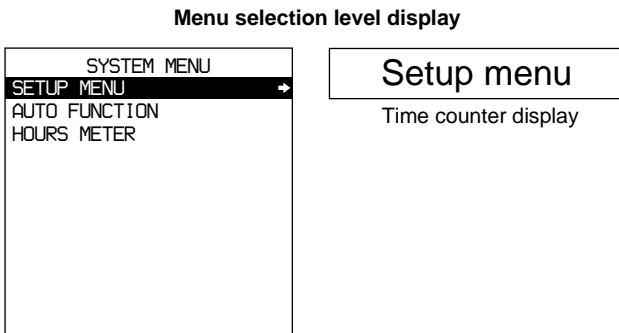 Menu selection level display
SYSTEM MENU
SETUP MENU
AUTO FUNCTION
HOURS METER
Setup menu
Time counter display